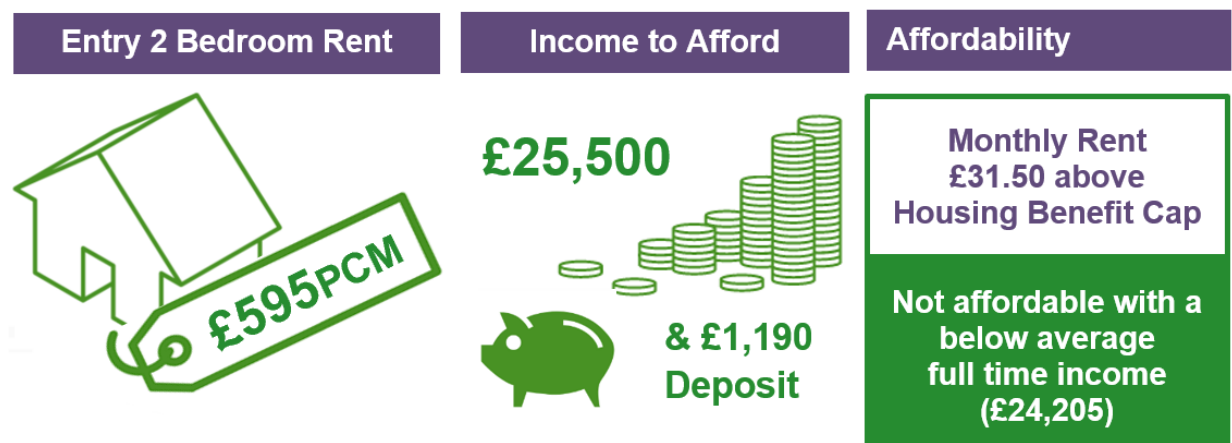 Entry 2 Bedroom Rent
Income to Afford
Affordability
£595PCM
£25,500
& £1,190
Deposit
Monthly Rent
£31.50 above
Housing Benefit Cap
Not affordable with a
below average
full time income
(£24,205)